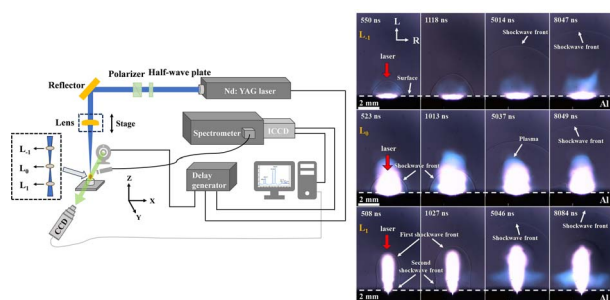 Polarizer Half-wave plate
Reflector
Nd: YAG laser
Lens
Stage
Spectrometer
ICCD
L-1
L0
L1
Delay
generator
Z
X
Y
CCD
550 ns
1118 ns
5014 ns
8047 ns
L-1
L
R
Shockwave front
laser
Surface
Shockwave front
2 mm
Al
523 ns
1013 ns
5037 ns
8049 ns
L0
laser
Shockwave front
Plasma
Shockwave front
2 mm
Al
508 ns
1027 ns
5046 ns
8084 ns
L1
laser
First shockwave front
Shockwave front
Shockwave front
Second
shockwave front
2 mm
Al